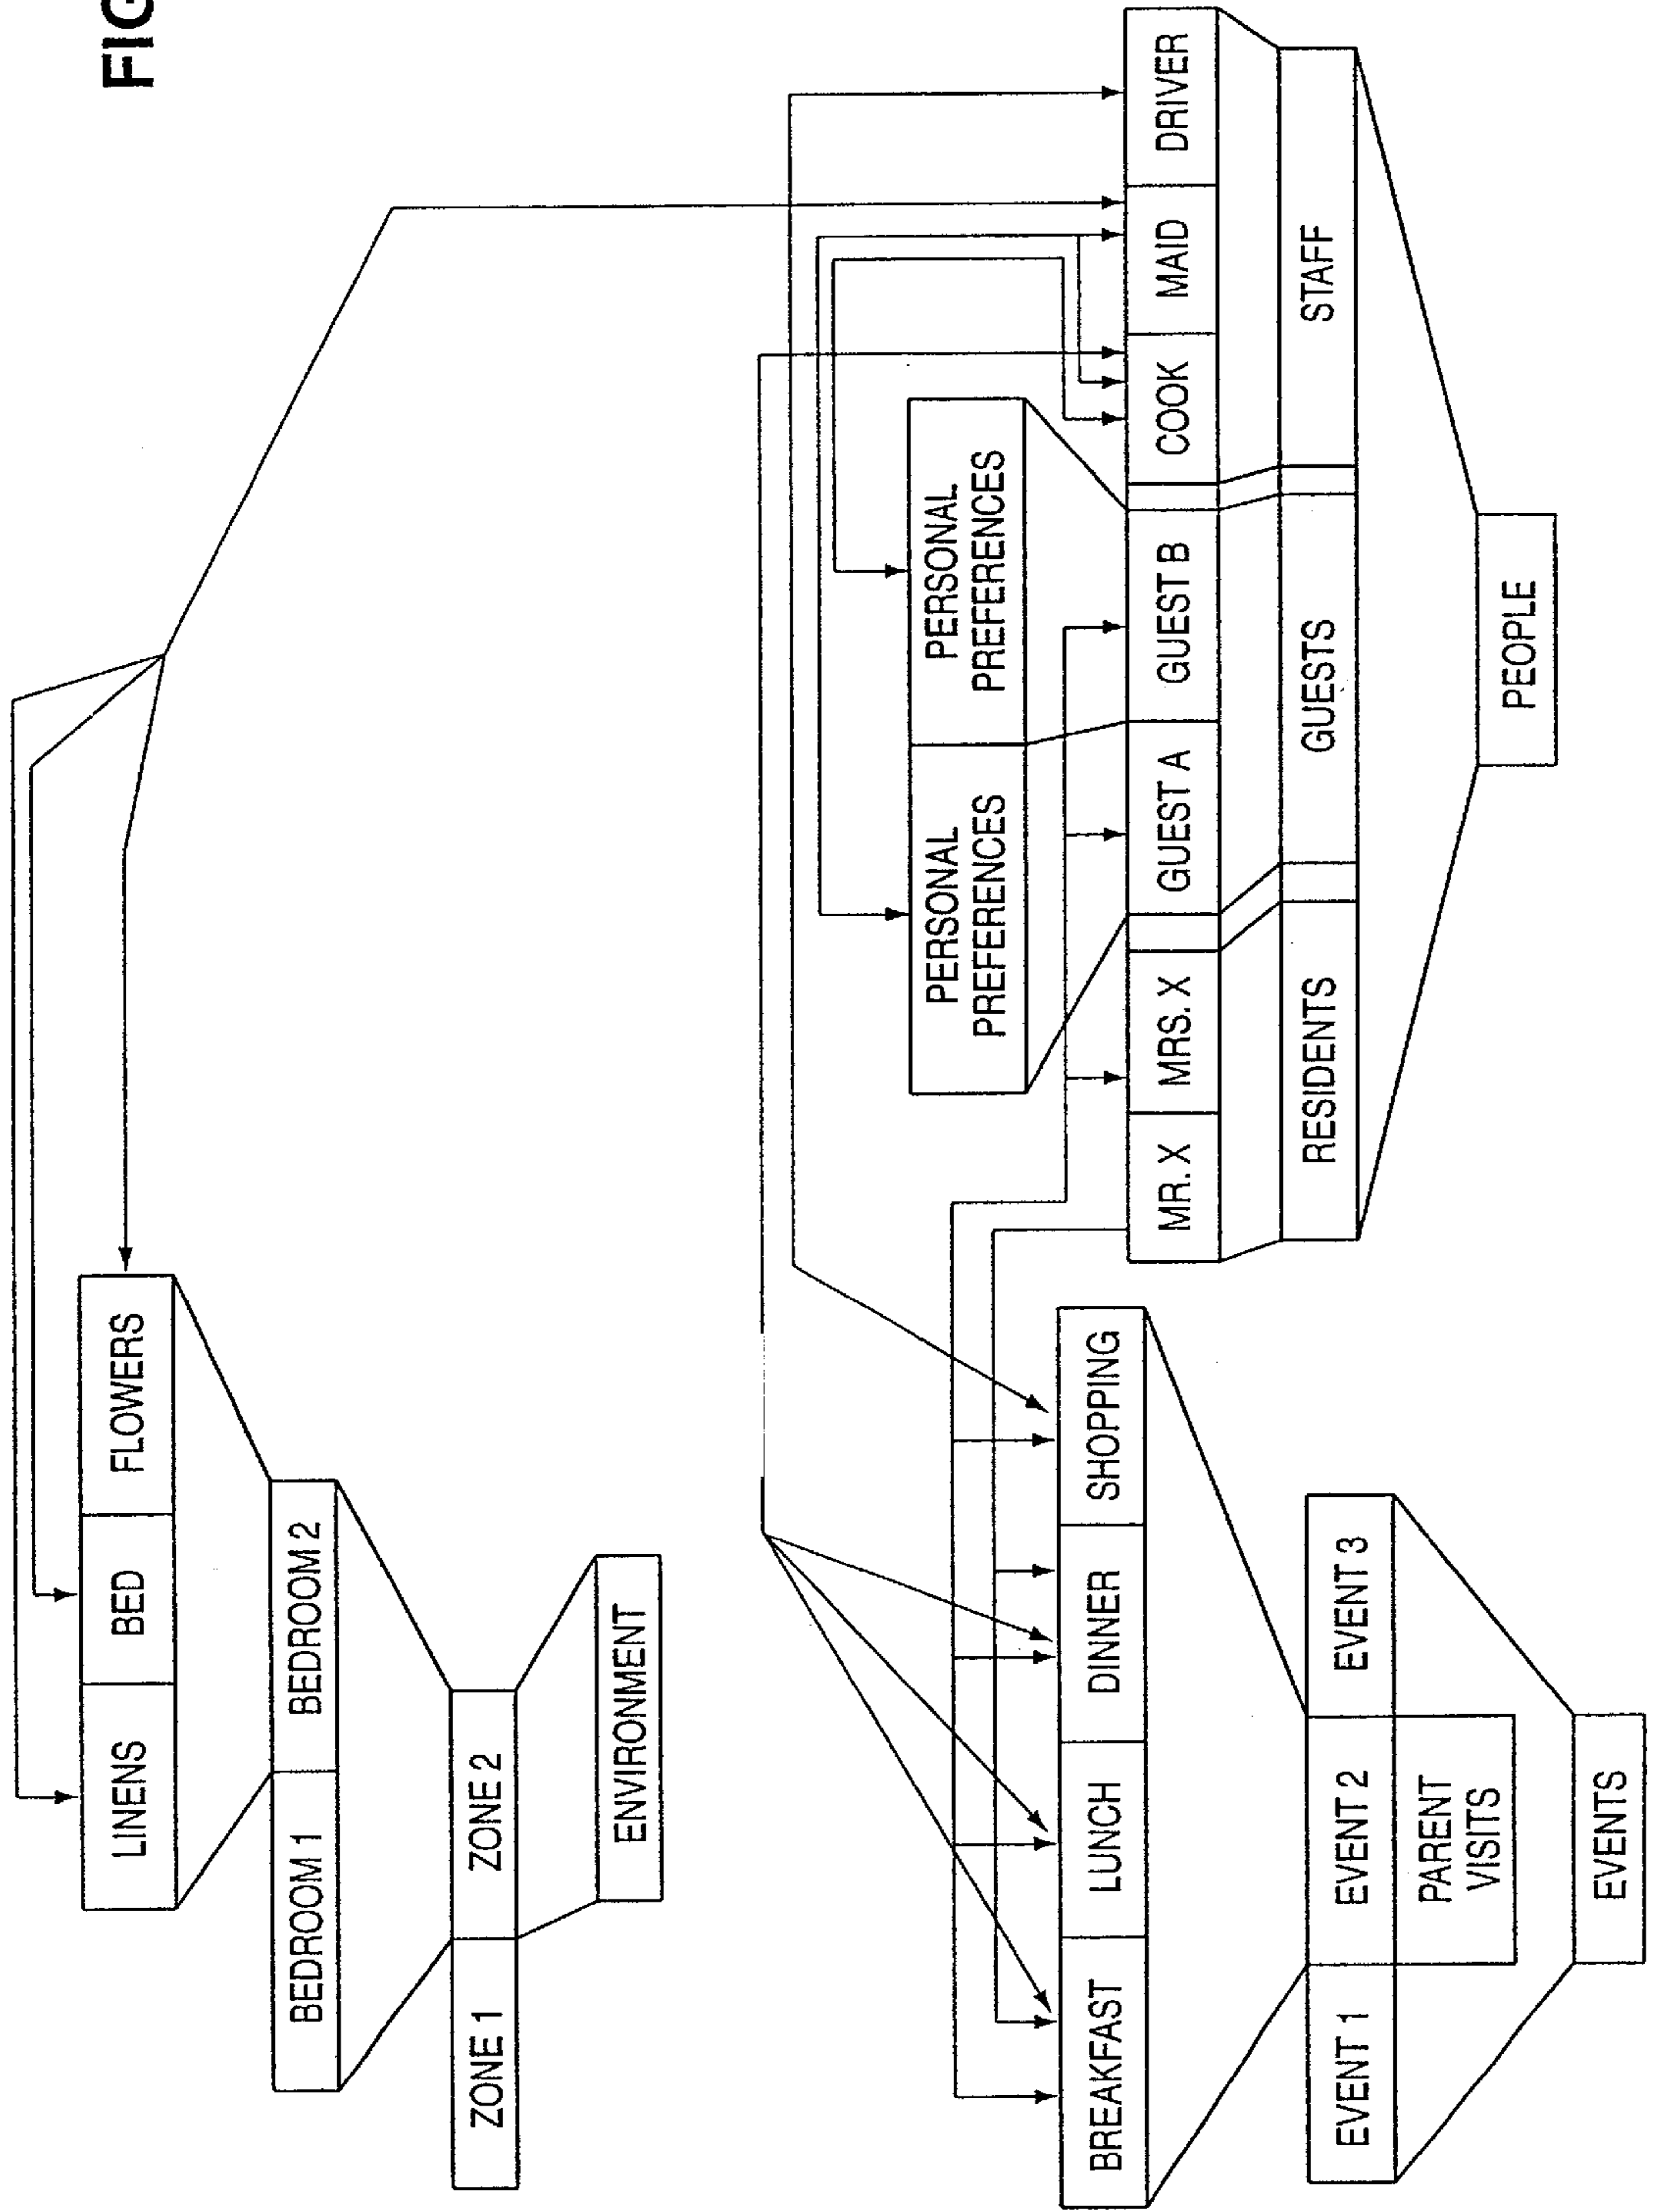 FIG
LINENS
BED
FLOWERS
BEDROOM 1
BEDROOM 2
ZONE 1
ZONE 2
ENVIRONMENT
BREAKFAST
LUNCH
DINNER
SHOPPING
EVENT 1
EVENT 2
EVENT 3
PARENT
VISITS
EVENTS
PERSONAL
PREFERENCES
PERSONAL
PREFERENCES
MR. X
MRS. X
GUEST A
GUEST B
COOK
MAID
DRIVER
RESIDENTS
GUESTS
STAFF
PEOPLE